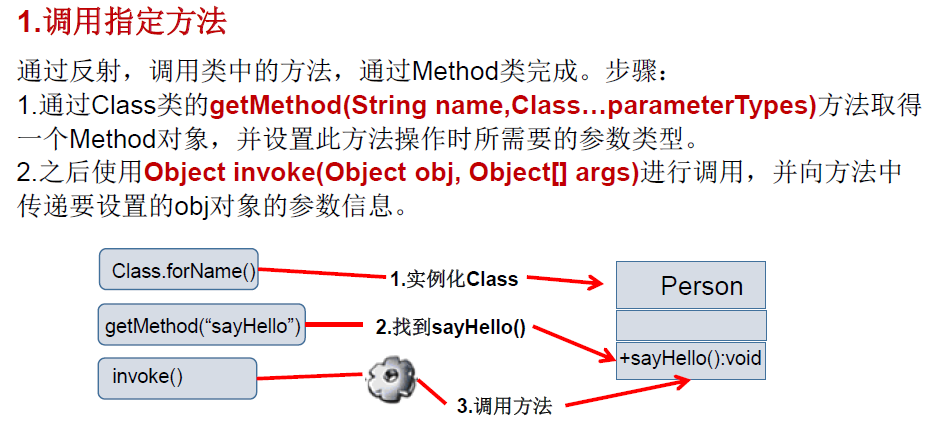 1.调用指定方法
通过反射，调用类中的方法，通过Method类完成。步骤：
1.通过Class类的getMethod(String name,Class…parameterTypes)方法取得
一个Method对象，并设置此方法操作时所需要的参数类型。
2.之后使用Object invoke(Object obj, Object[] args)进行调用，并向方法中
传递要设置的obj对象的参数信息。
Class.forName()
1.实例化Class
Person
getMethod(“sayHello”)
2.找到sayHello()
+sayHello():void
invoke()
3.调用方法